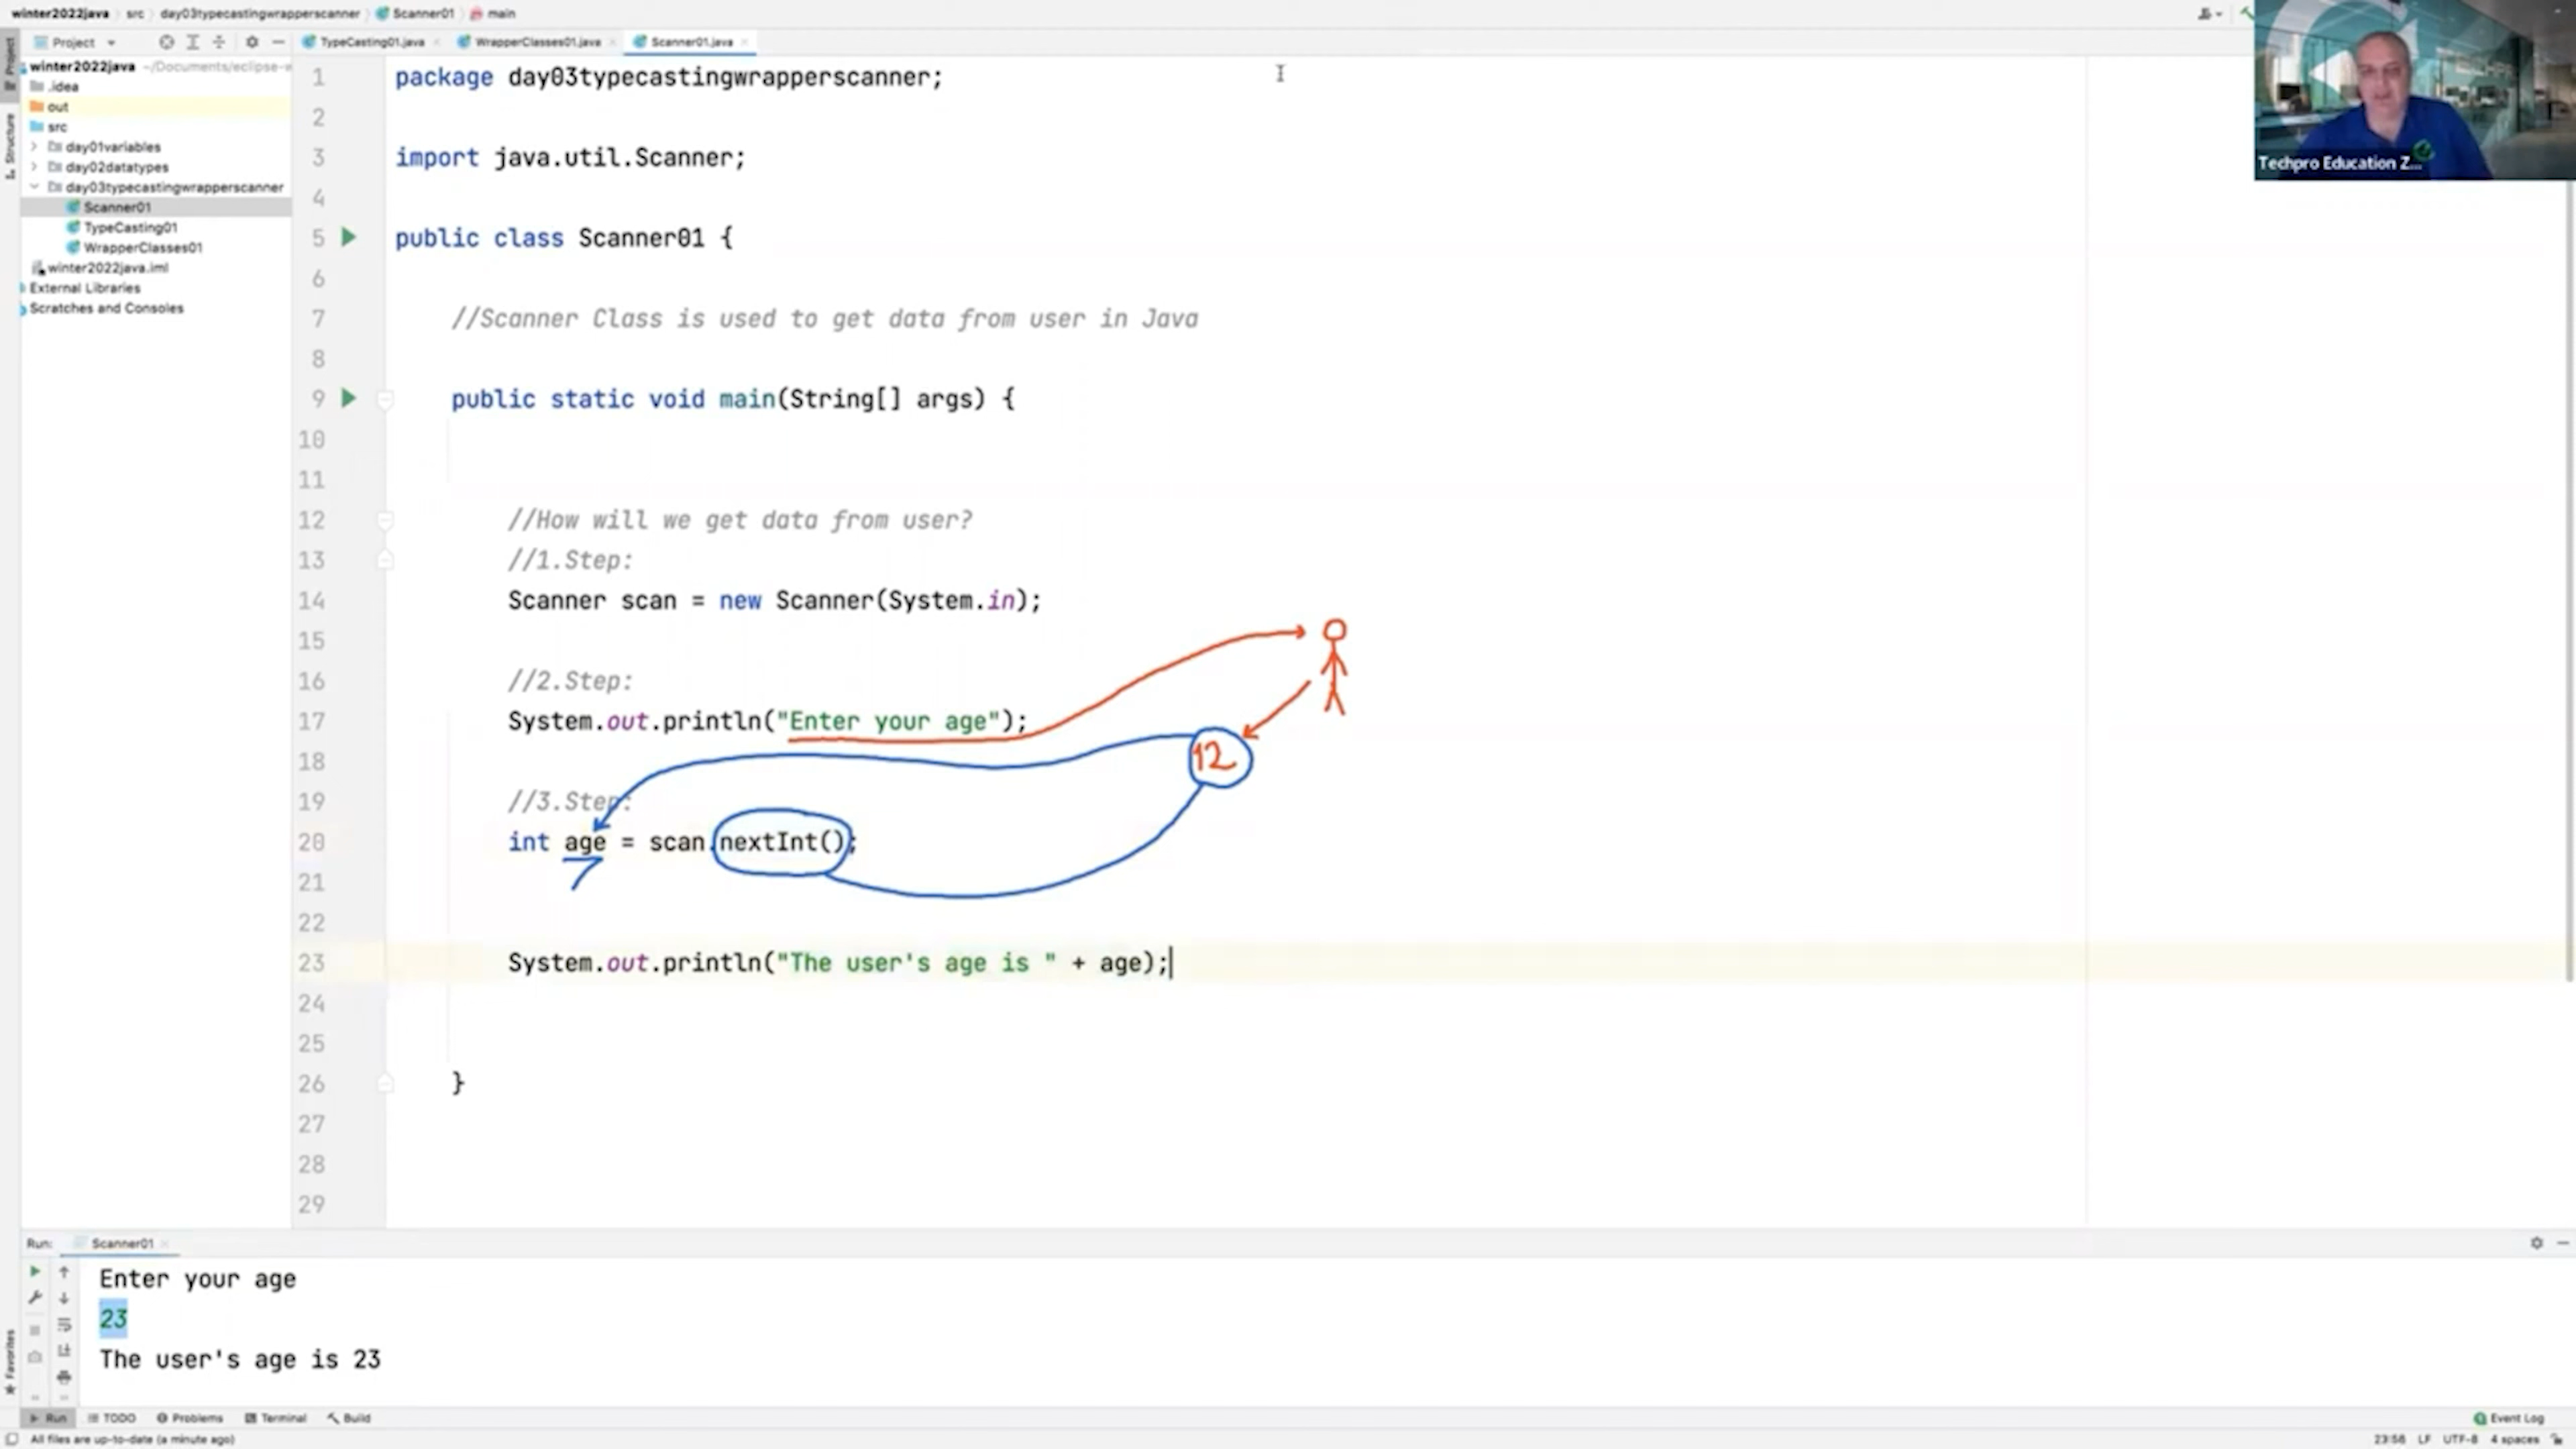 winter2022java src day03typecastingwrapperscanner Scanner01 main
Project
TypeCasting01.java WrapperClasses01.java Scanner01.java
Project
Structure
winter2022java ~/Documents/eclipse-w
.idea
out
src
day01variables
day02datatypes
day03typecastingwrapperscanner
Scanner01
TypeCasting01
WrapperClasses01
winter2022java.iml
External Libraries
Scratches and Consoles
Techpro Education Z...
1 package day03typecastingwrapperscanner;
2
3 import java.util.Scanner;
4
5 public class Scanner01 {
6
7 //Scanner Class is used to get data from user in Java
8
9 public static void main(String[] args) {
10
11
12 //How will we get data from user?
13 //1.Step:
14 Scanner scan = new Scanner(System.in);
15
16 //2.Step:
17 System.out.println("Enter your age");
12
18
19 //3.Step:
20 int age = scan.nextInt();
21
22
23 System.out.println("The user's age is " + age);
24
25
26 }
27
28
29
Run: Scanner01
Enter your age
23
The user's age is 23
Favorites
Run TODO Problems Terminal Build Event Log
All files are up-to-date (a minute ago) 23:56 LF UTF-8 4 spaces